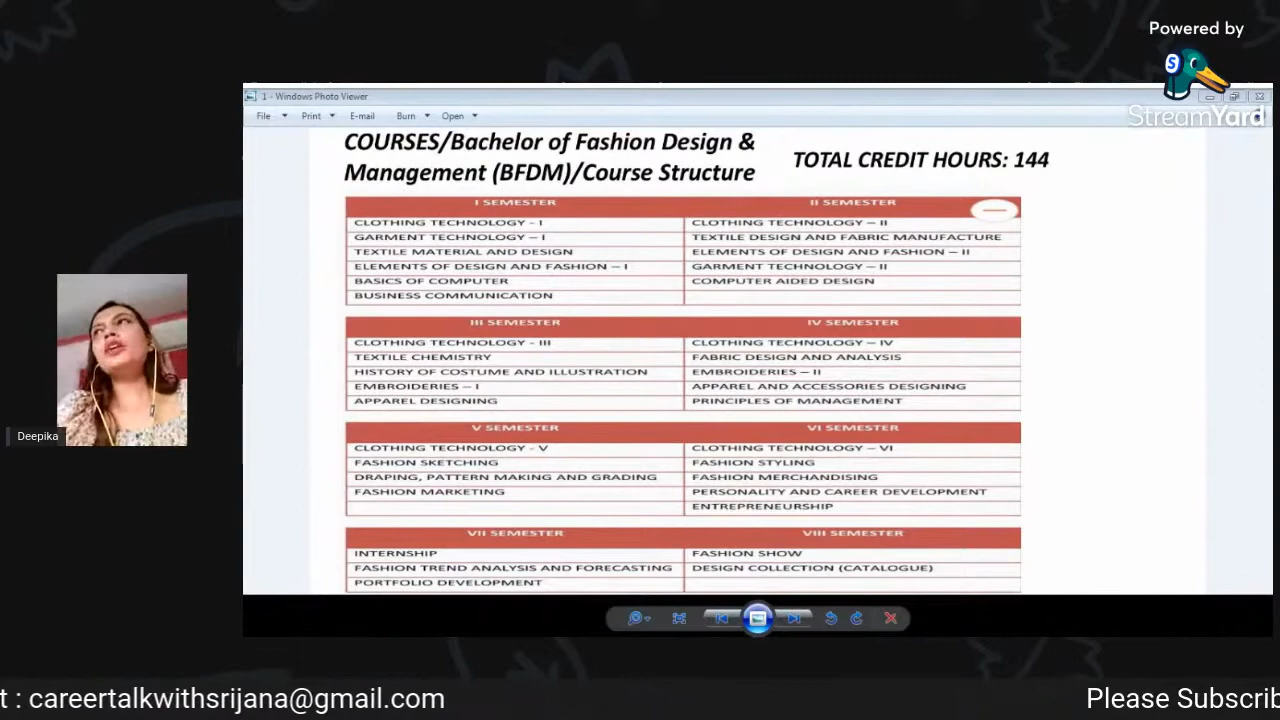 Powered by
S
StreamYard
1 - Windows Photo Viewer
File Print E-mail Burn Open
COURSES/Bachelor of Fashion Design &
Management (BFDM)/Course Structure
TOTAL CREDIT HOURS: 144
I SEMESTER II SEMESTER
CLOTHING TECHNOLOGY - I CLOTHING TECHNOLOGY – II
GARMENT TECHNOLOGY – I TEXTILE DESIGN AND FABRIC MANUFACTURE
TEXTILE MATERIAL AND DESIGN ELEMENTS OF DESIGN AND FASHION – II
ELEMENTS OF DESIGN AND FASHION – I GARMENT TECHNOLOGY – II
BASICS OF COMPUTER COMPUTER AIDED DESIGN
BUSINESS COMMUNICATION
III SEMESTER IV SEMESTER
CLOTHING TECHNOLOGY - III CLOTHING TECHNOLOGY – IV
TEXTILE CHEMISTRY FABRIC DESIGN AND ANALYSIS
HISTORY OF COSTUME AND ILLUSTRATION EMBROIDERIES – II
EMBROIDERIES – I APPAREL AND ACCESSORIES DESIGNING
APPAREL DESIGNING PRINCIPLES OF MANAGEMENT
V SEMESTER VI SEMESTER
CLOTHING TECHNOLOGY - V CLOTHING TECHNOLOGY – VI
FASHION SKETCHING FASHION STYLING
DRAPING, PATTERN MAKING AND GRADING FASHION MERCHANDISING
FASHION MARKETING PERSONALITY AND CAREER DEVELOPMENT
ENTREPRENEURSHIP
VII SEMESTER VIII SEMESTER
INTERNSHIP FASHION SHOW
FASHION TREND ANALYSIS AND FORECASTING DESIGN COLLECTION (CATALOGUE)
PORTFOLIO DEVELOPMENT
Deepika
t : careertalkwithsrijana@gmail.com Please Subscrib